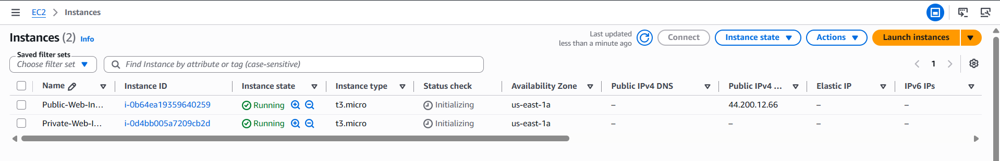 EC2 > Instances
Instances (2) Info
Last updated
less than a minute ago
Connect
Instance state
Actions
Launch instances
Saved filter sets
Choose filter set
Find Instance by attribute or tag (case-sensitive)
1
Name Instance ID Instance state Instance type Status check Availability Zone Public IPv4 DNS Public IPv4 ... Elastic IP IPv6 IPs
Public-Web-In... i-0b64ea19359640259 Running t3.micro Initializing us-east-1a – 44.200.12.66 – –
Private-Web-I... i-0d4bb005a7209cb2d Running t3.micro Initializing us-east-1a – – – –